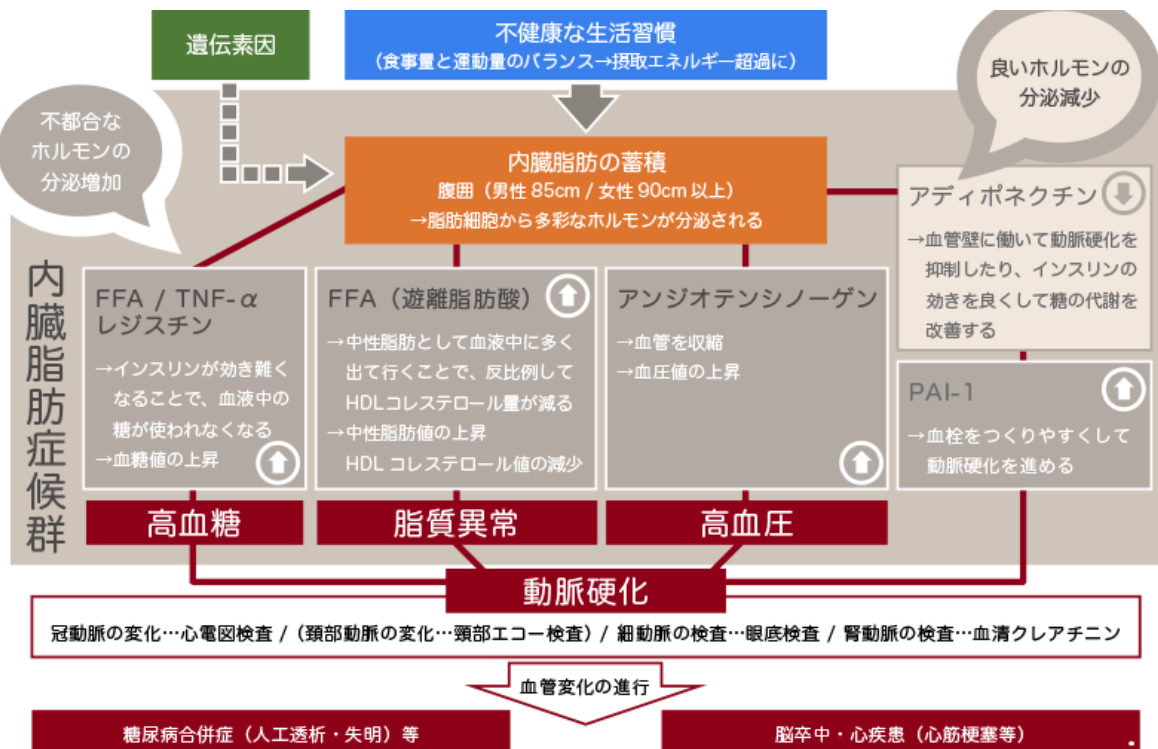 遺伝素因
不健康な生活習慣
(食事量と運動量のバランス→摂取エネルギー超過に)
良いホルモンの
分泌減少
不都合な
ホルモンの
分泌増加
内臓脂肪の蓄積
腹囲(男性 85cm / 女性 90cm 以上)
→脂肪細胞から多彩なホルモンが分泌される
アディポネクチン
→血管壁に働いて動脈硬化を
抑制したり、インスリンの
効きを良くして糖の代謝を
改善する
内臓脂肪症候群
FFA / TNF-α
レジスチン
→インスリンが効き難く
なることで、血液中の
糖が使われなくなる
→血糖値の上昇
FFA(遊離脂肪酸)
→中性脂肪として血液中に多く
出て行くことで、反比例して
HDLコレステロール量が減る
→中性脂肪値の上昇
HDL コレステロール値の減少
アンジオテンシノーゲン
→血管を収縮
→血圧値の上昇
PAI-1
→血栓をつくりやすくして
動脈硬化を進める
高血糖
脂質異常
高血圧
動脈硬化
冠動脈の変化…心電図検査 / (頚部動脈の変化…頸部エコー検査) / 細動脈の検査…眼底検査 / 腎動脈の検査…血清クレアチニン
血管変化の進行
糖尿病合併症(人工透析・失明)等
脳卒中・心疾患(心筋梗塞等)